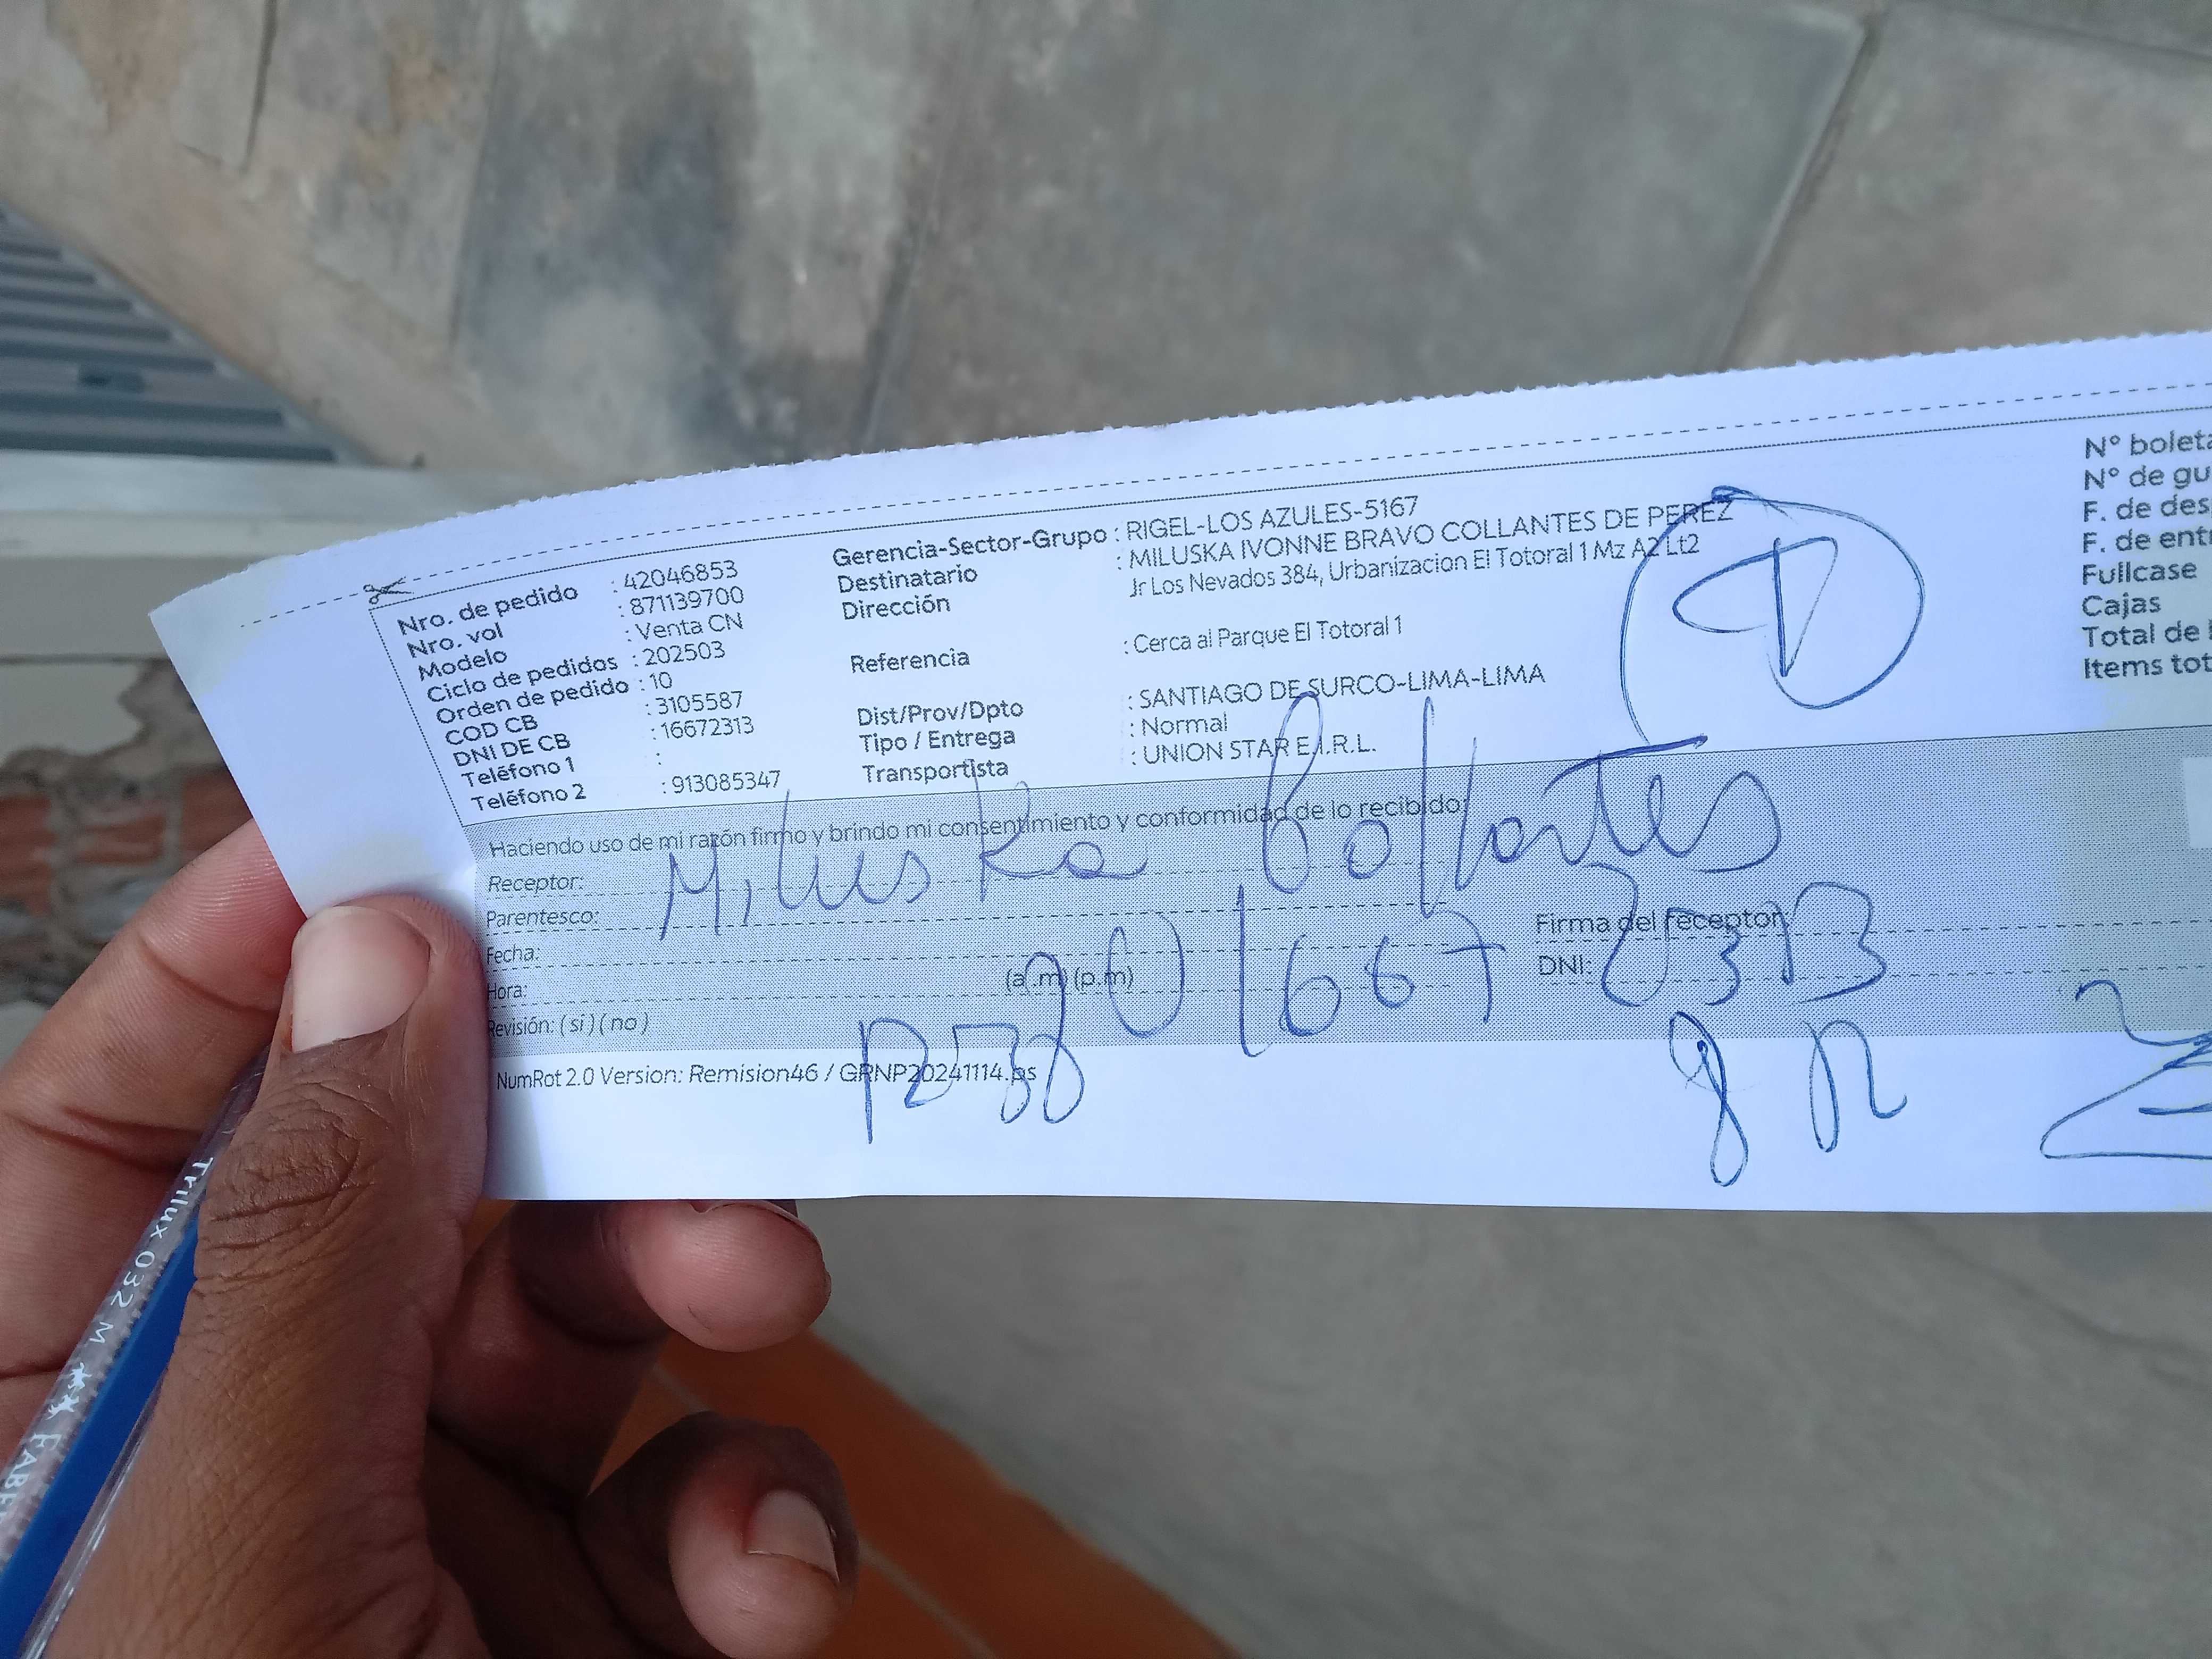 Nro. de pedido : 42046853
Nro. vol : 871139700
Modelo : Venta CN
Ciclo de pedidos : 202503
Orden de pedido : 10
COD CB : 3105587
DNI DE CB : 16672313
Teléfono 1 :
Teléfono 2 : 913085347
Gerencia-Sector-Grupo : RIGEL-LOS AZULES-5167
Destinatario : MILUSKA IVONNE BRAVO COLLANTES DE PEREZ
Dirección Jr Los Nevados 384, Urbanizacion El Totoral 1 Mz A2 Lt2
Referencia : Cerca al Parque El Totoral 1
Dist/Prov/Dpto : SANTIAGO DE SURCO-LIMA-LIMA
Tipo / Entrega : Normal
Transportista : UNION STAR E.I.R.L.
N° boleta
N° de gu
F. de des
F. de entr
Fullcase
Cajas
Total de
Items tot
1
Haciendo uso de mi razón firmo y brindo mi consentimiento y conformidad de lo recibido:
Receptor: Miluska Collantes
Parentesco:
Fecha:
Hora: (a.m) (p.m)
Revisión: ( si ) ( no )
Firma del receptor
DNI: 16672313
NumRot 2.0 Version: Remision46 / GRNP20241114.ps
Trilux 032 M
FABE